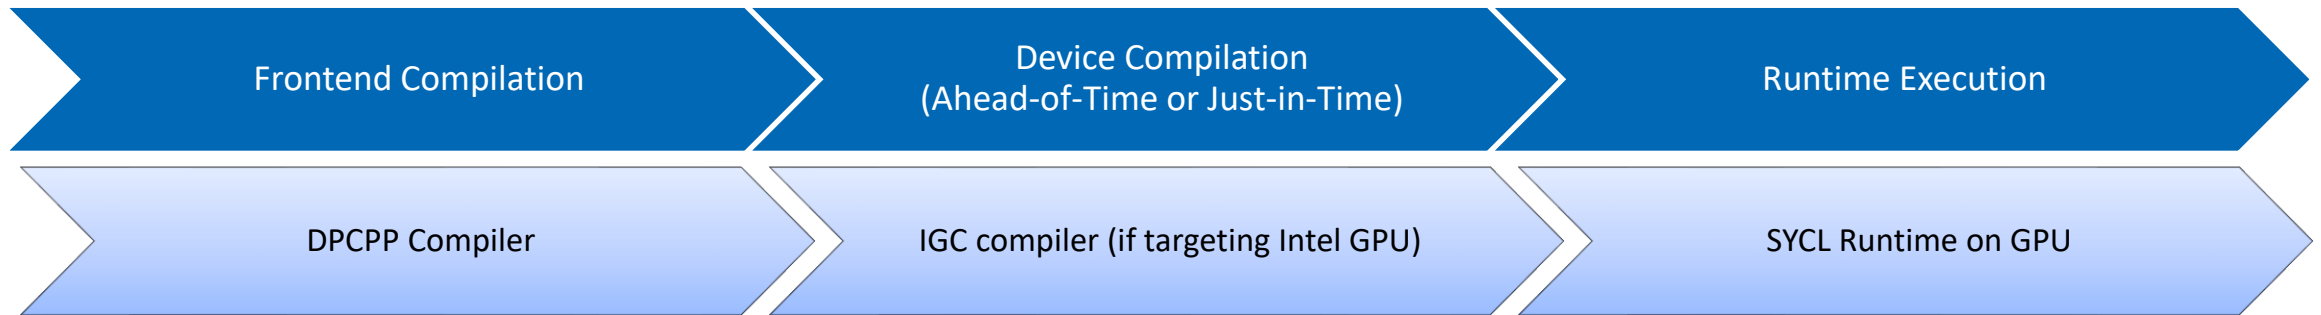 Frontend Compilation
Device Compilation
(Ahead-of-Time or Just-in-Time)
Runtime Execution
DPCPP Compiler
IGC compiler (if targeting Intel GPU)
SYCL Runtime on GPU